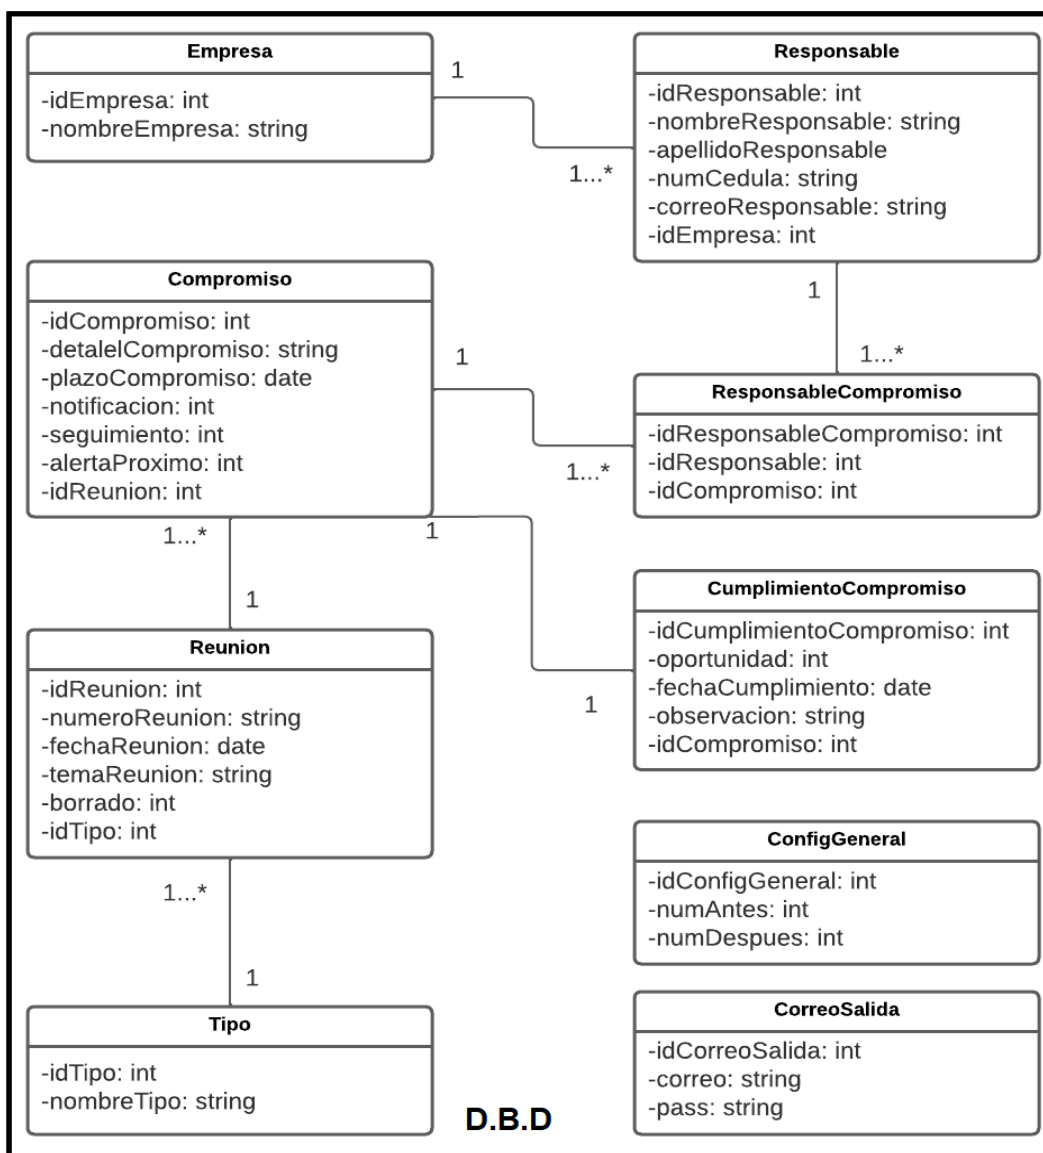 Empresa
-idEmpresa: int
-nombreEmpresa: string
1
1...*
Responsable
-idResponsable: int
-nombreResponsable: string
-apellidoResponsable
-numCedula: string
-correoResponsable: string
-idEmpresa: int
1
1...*
Compromiso
-idCompromiso: int
-detalelCompromiso: string
-plazoCompromiso: date
-notificacion: int
-seguimiento: int
-alertaProximo: int
-idReunion: int
1
1...*
ResponsableCompromiso
-idResponsableCompromiso: int
-idResponsable: int
-idCompromiso: int
1...*
1
1
1
CumplimientoCompromiso
-idCumplimientoCompromiso: int
-oportunidad: int
-fechaCumplimiento: date
-observacion: string
-idCompromiso: int
Reunion
-idReunion: int
-numeroReunion: string
-fechaReunion: date
-temaReunion: string
-borrado: int
-idTipo: int
1...*
1
ConfigGeneral
-idConfigGeneral: int
-numAntes: int
-numDespues: int
Tipo
-idTipo: int
-nombreTipo: string
CorreoSalida
-idCorreoSalida: int
-correo: string
-pass: string
D.B.D